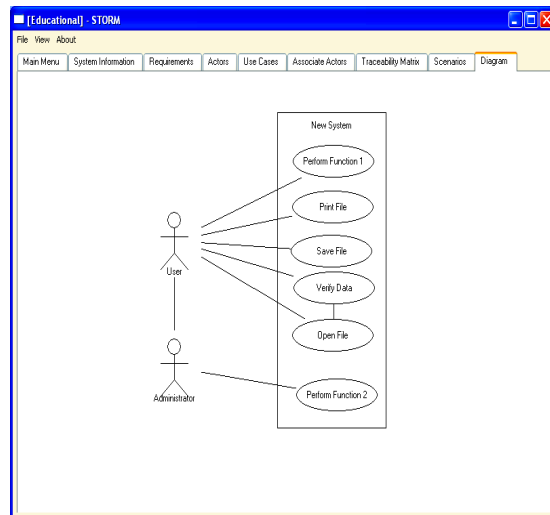 [Educational] - STORM
File View About
Main Menu System Information Requirements Actors Use Cases Associate Actors Traceability Matrix Scenarios Diagram
New System
Perform Function 1
Print File
Save File
User
Verify Data
Open File
Administrator
Perform Function 2